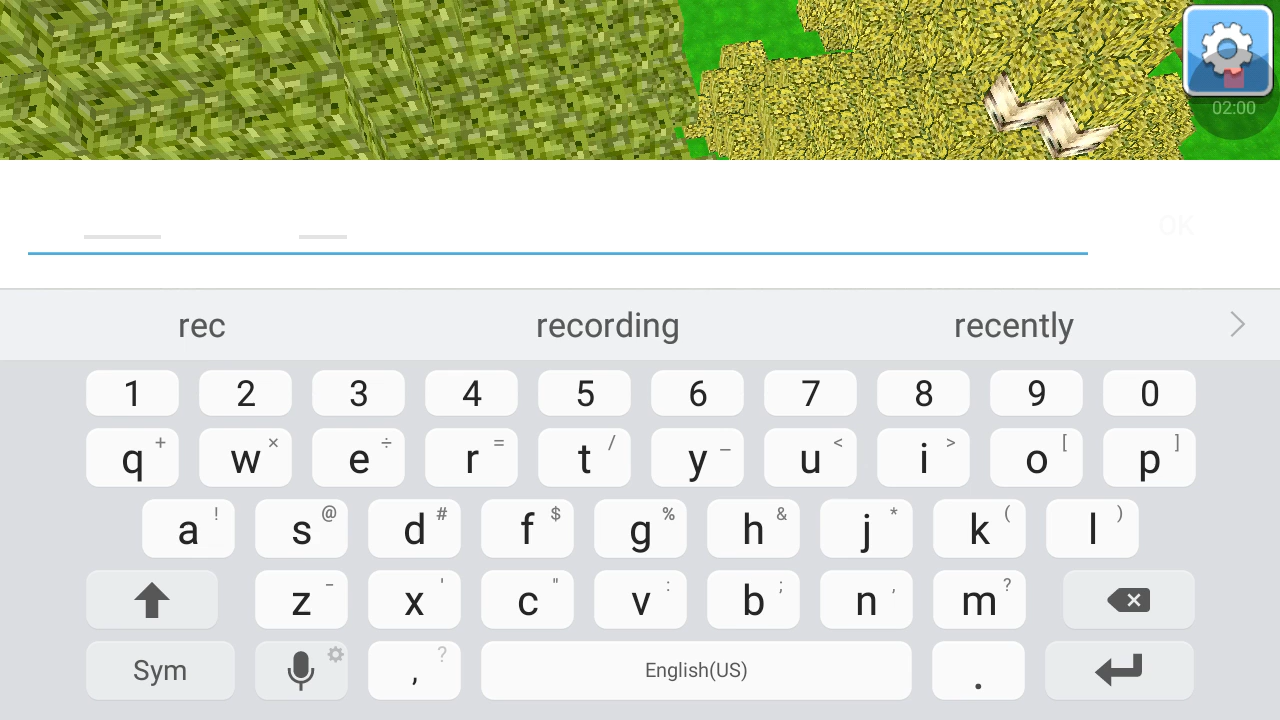 02:00
OK
rec recording recently
1 2 3 4 5 6 7 8 9 0
q + w × e ÷ r = t / y _ u < i > o [ p ]
a ! s @ d # f $ g % h & j * k ( l )
z - x ' c " v : b ; n , m ?
Sym , ? English(US) .